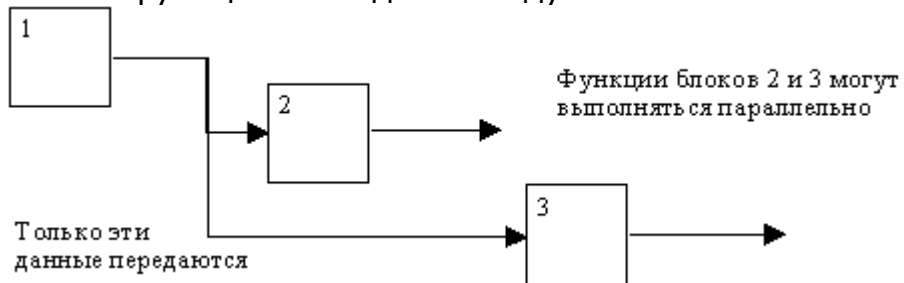 1
2
Функции блоков 2 и 3 могут
выполняться параллельно
3
Только эти
данные передаются